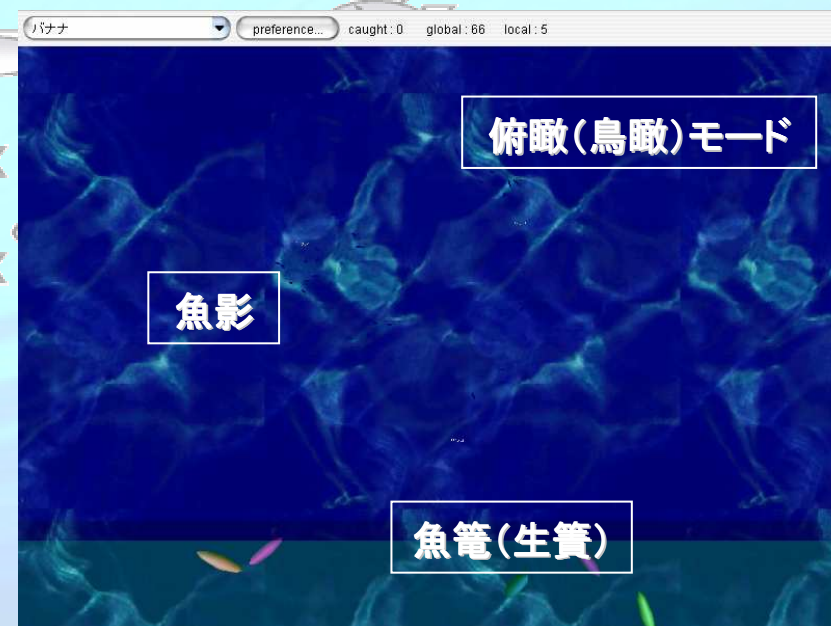 バナナ preference... caught : 0 global : 66 local : 5
俯瞰（鳥瞰）モード
魚影
魚篭（生簀）